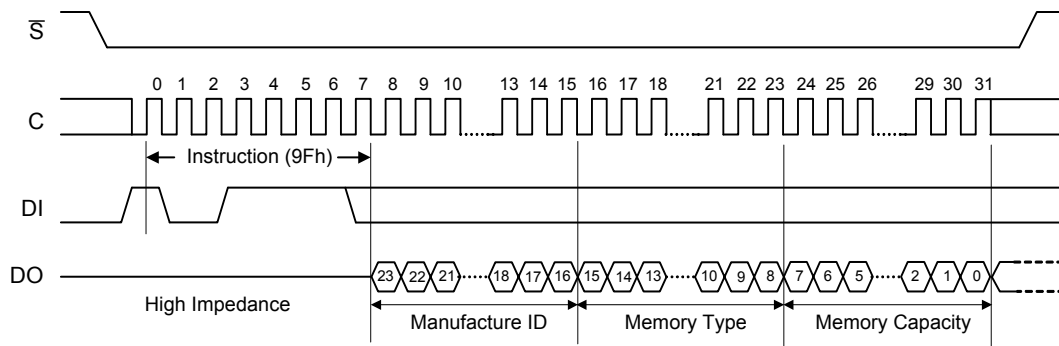 S
0 1 2 3 4 5 6 7 8 9 10 13 14 15 16 17 18 21 22 23 24 25 26 29 30 31
C
Instruction (9Fh)
DI
DO
23 22 21 18 17 16 15 14 13 10 9 8 7 6 5 2 1 0
High Impedance
Manufacture ID Memory Type Memory Capacity